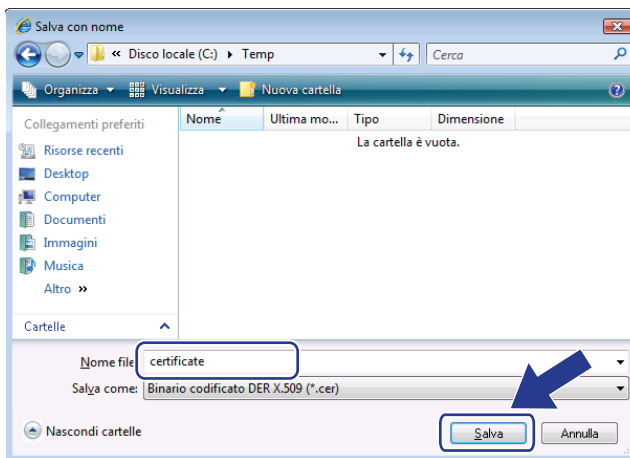 Salva con nome
« Disco locale (C:) Temp Cerca
Organizza Visualizza Nuova cartella
Collegamenti preferiti
Nome Ultima mo... Tipo Dimensione
La cartella è vuota.
Risorse recenti
Desktop
Computer
Documenti
Immagini
Musica
Altro »
Cartelle
Nome file: certificate
Salva come: Binario codificato DER X.509 (*.cer)
Nascondi cartelle Salva Annulla